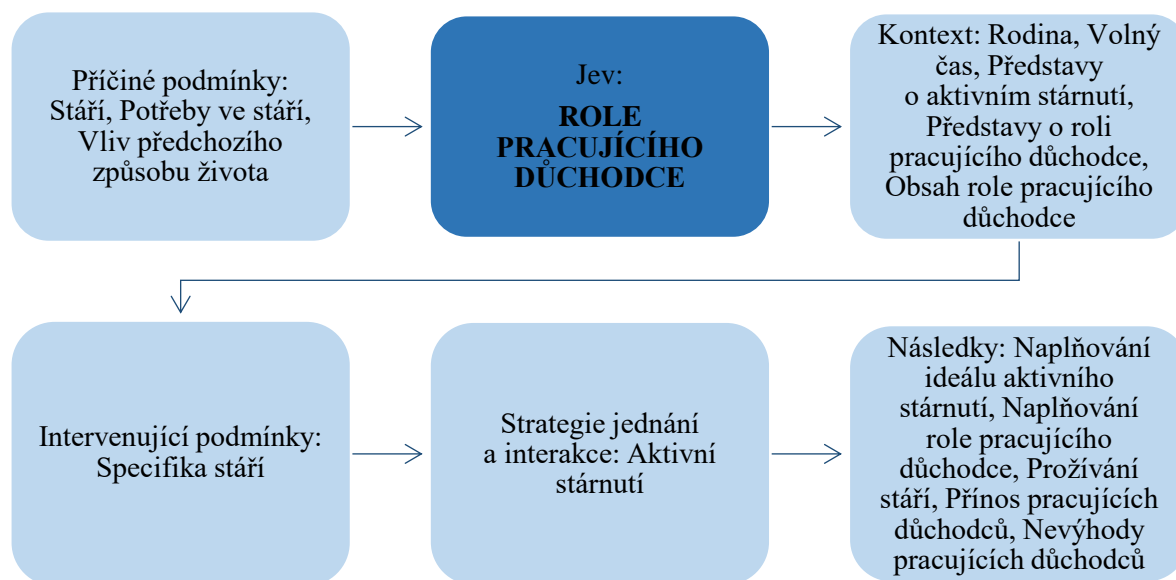 Příčiné podmínky:
Stáří, Potřeby ve stáří,
Vliv předchozího
způsobu života
Jev:
ROLE
PRACUJÍCÍHO
DŮCHODCE
Kontext: Rodina, Volný
čas, Představy
o aktivním stárnutí,
Představy o roli
pracujícího důchodce,
Obsah role pracujícího
důchodce
Intervenující podmínky:
Specifika stáří
Strategie jednání
a interakce: Aktivní
stárnutí
Následky: Naplňování
ideálu aktivního
stárnutí, Naplňování
role pracujícího
důchodce, Prožívání
stáří, Přínos pracujících
důchodců, Nevýhody
pracujících důchodců